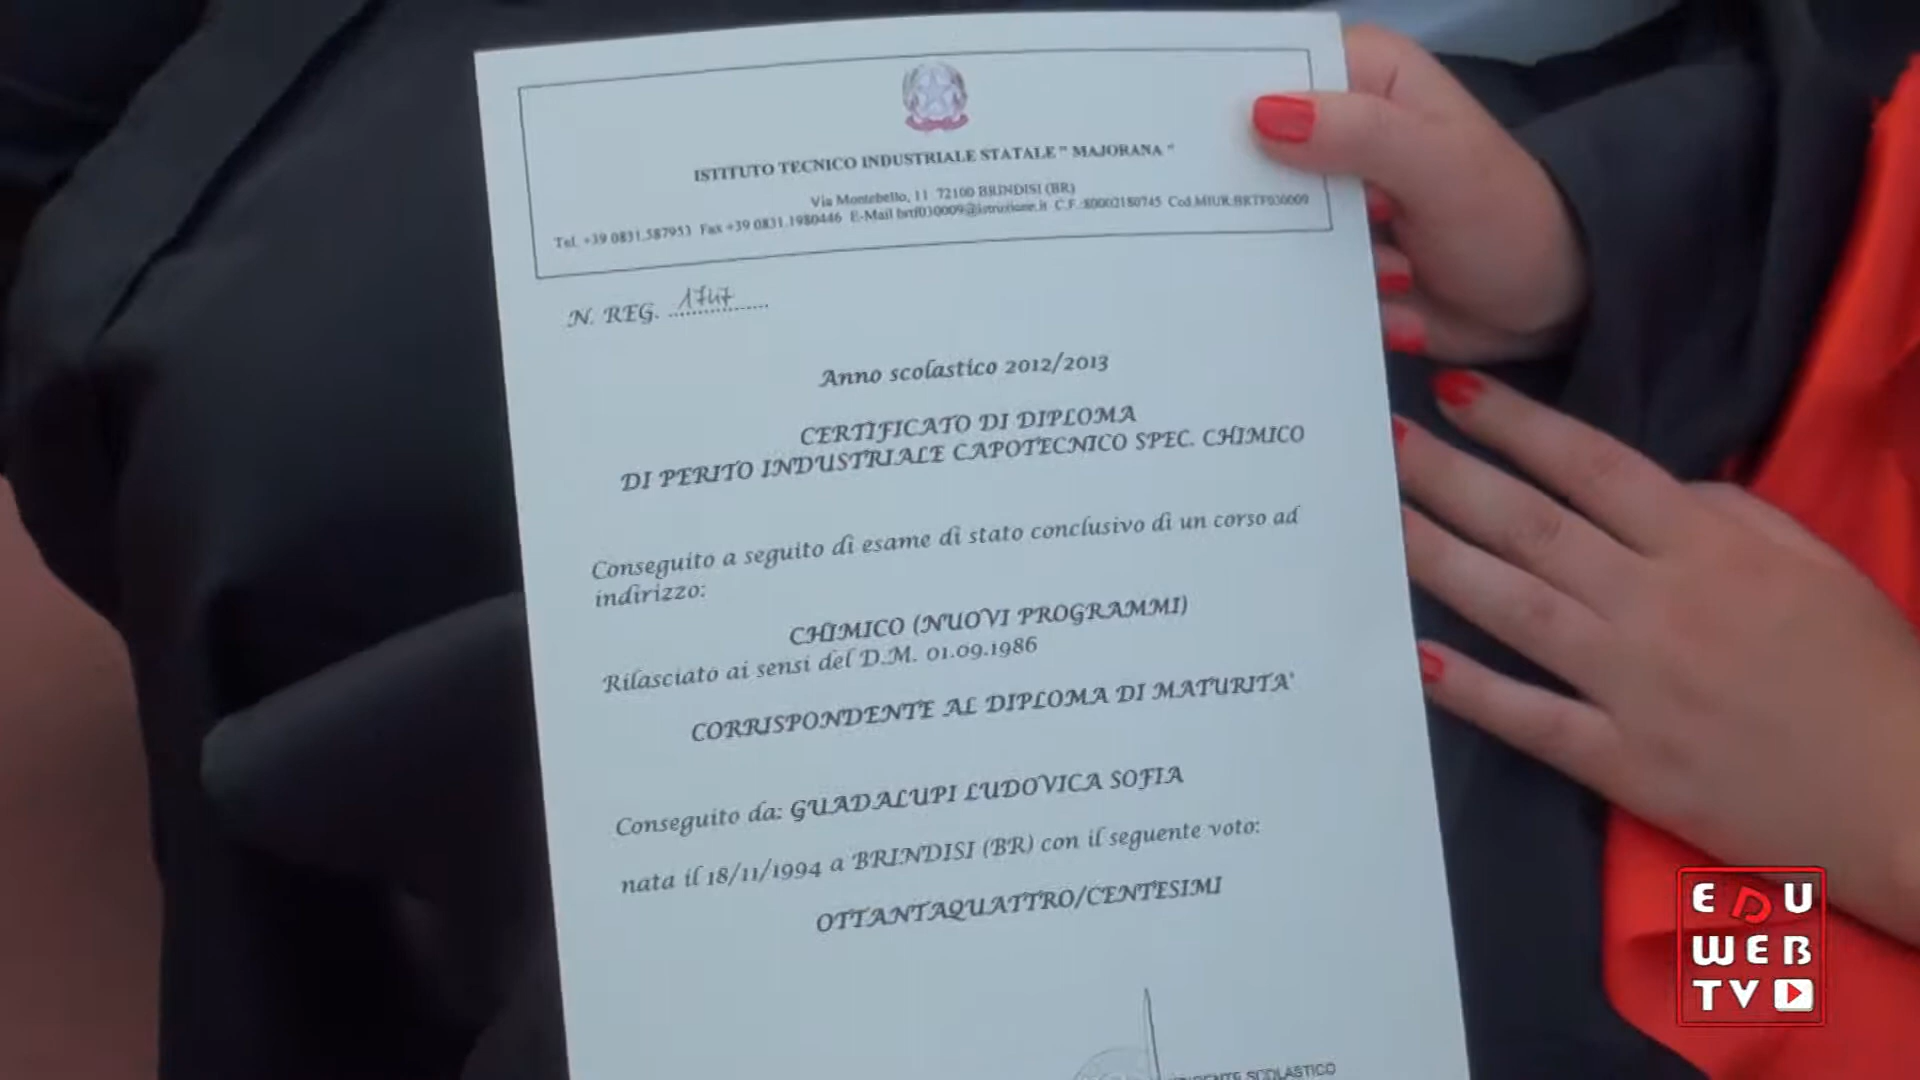 ISTITUTO TECNICO INDUSTRIALE STATALE " MAJORANA "
Via Montebello, 11 72100 BRINDISI (BR)
Tel. +39 0831.587953 Fax +39 0831.1980446 E-Mail brtf030009@istruzione.it C.F.:80002180745 Cod.MIUR.BRTF030009
N. REG. 1747
Anno scolastico 2012/2013
CERTIFICATO DI DIPLOMA
DI PERITO INDUSTRIALE CAPOTECNICO SPEC. CHIMICO
Conseguito a seguito di esame di stato conclusivo di un corso ad
indirizzo:
CHIMICO (NUOVI PROGRAMMI)
Rilasciato ai sensi del D.M. 01.09.1986
CORRISPONDENTE AL DIPLOMA DI MATURITA'
Conseguito da: GUADALUPI LUDOVICA SOFIA
nata il 18/11/1994 a BRINDISI (BR) con il seguente voto:
OTTANTAQUATTRO/CENTESIMI
SCOLASTICO
EDU
WEB
TV